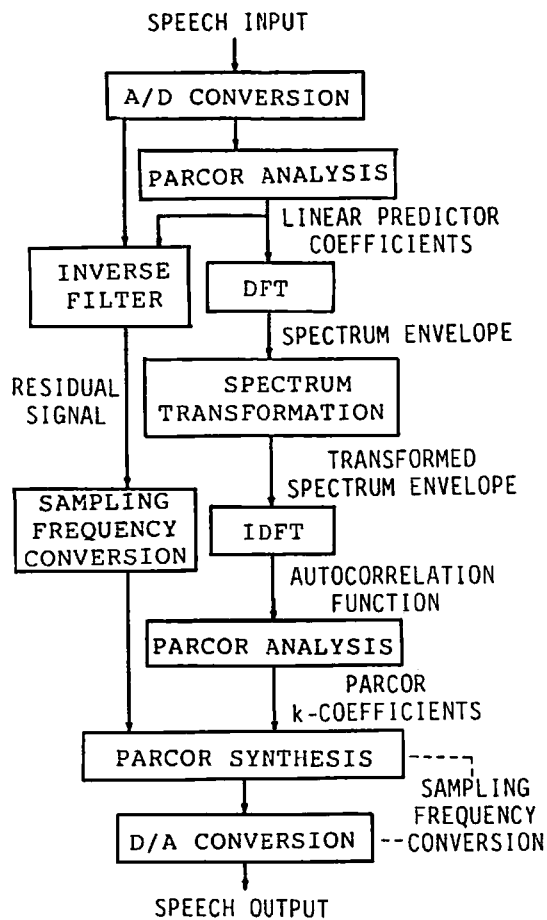 SPEECH INPUT
A/D CONVERSION
PARCOR ANALYSIS
LINEAR PREDICTOR
COEFFICIENTS
INVERSE
FILTER
DFT
SPECTRUM ENVELOPE
RESIDUAL
SIGNAL
SPECTRUM
TRANSFORMATION
TRANSFORMED
SPECTRUM ENVELOPE
SAMPLING
FREQUENCY
CONVERSION
IDFT
AUTOCORRELATION
FUNCTION
PARCOR ANALYSIS
PARCOR
k-COEFFICIENTS
PARCOR SYNTHESIS
SAMPLING
FREQUENCY
CONVERSION
D/A CONVERSION
SPEECH OUTPUT